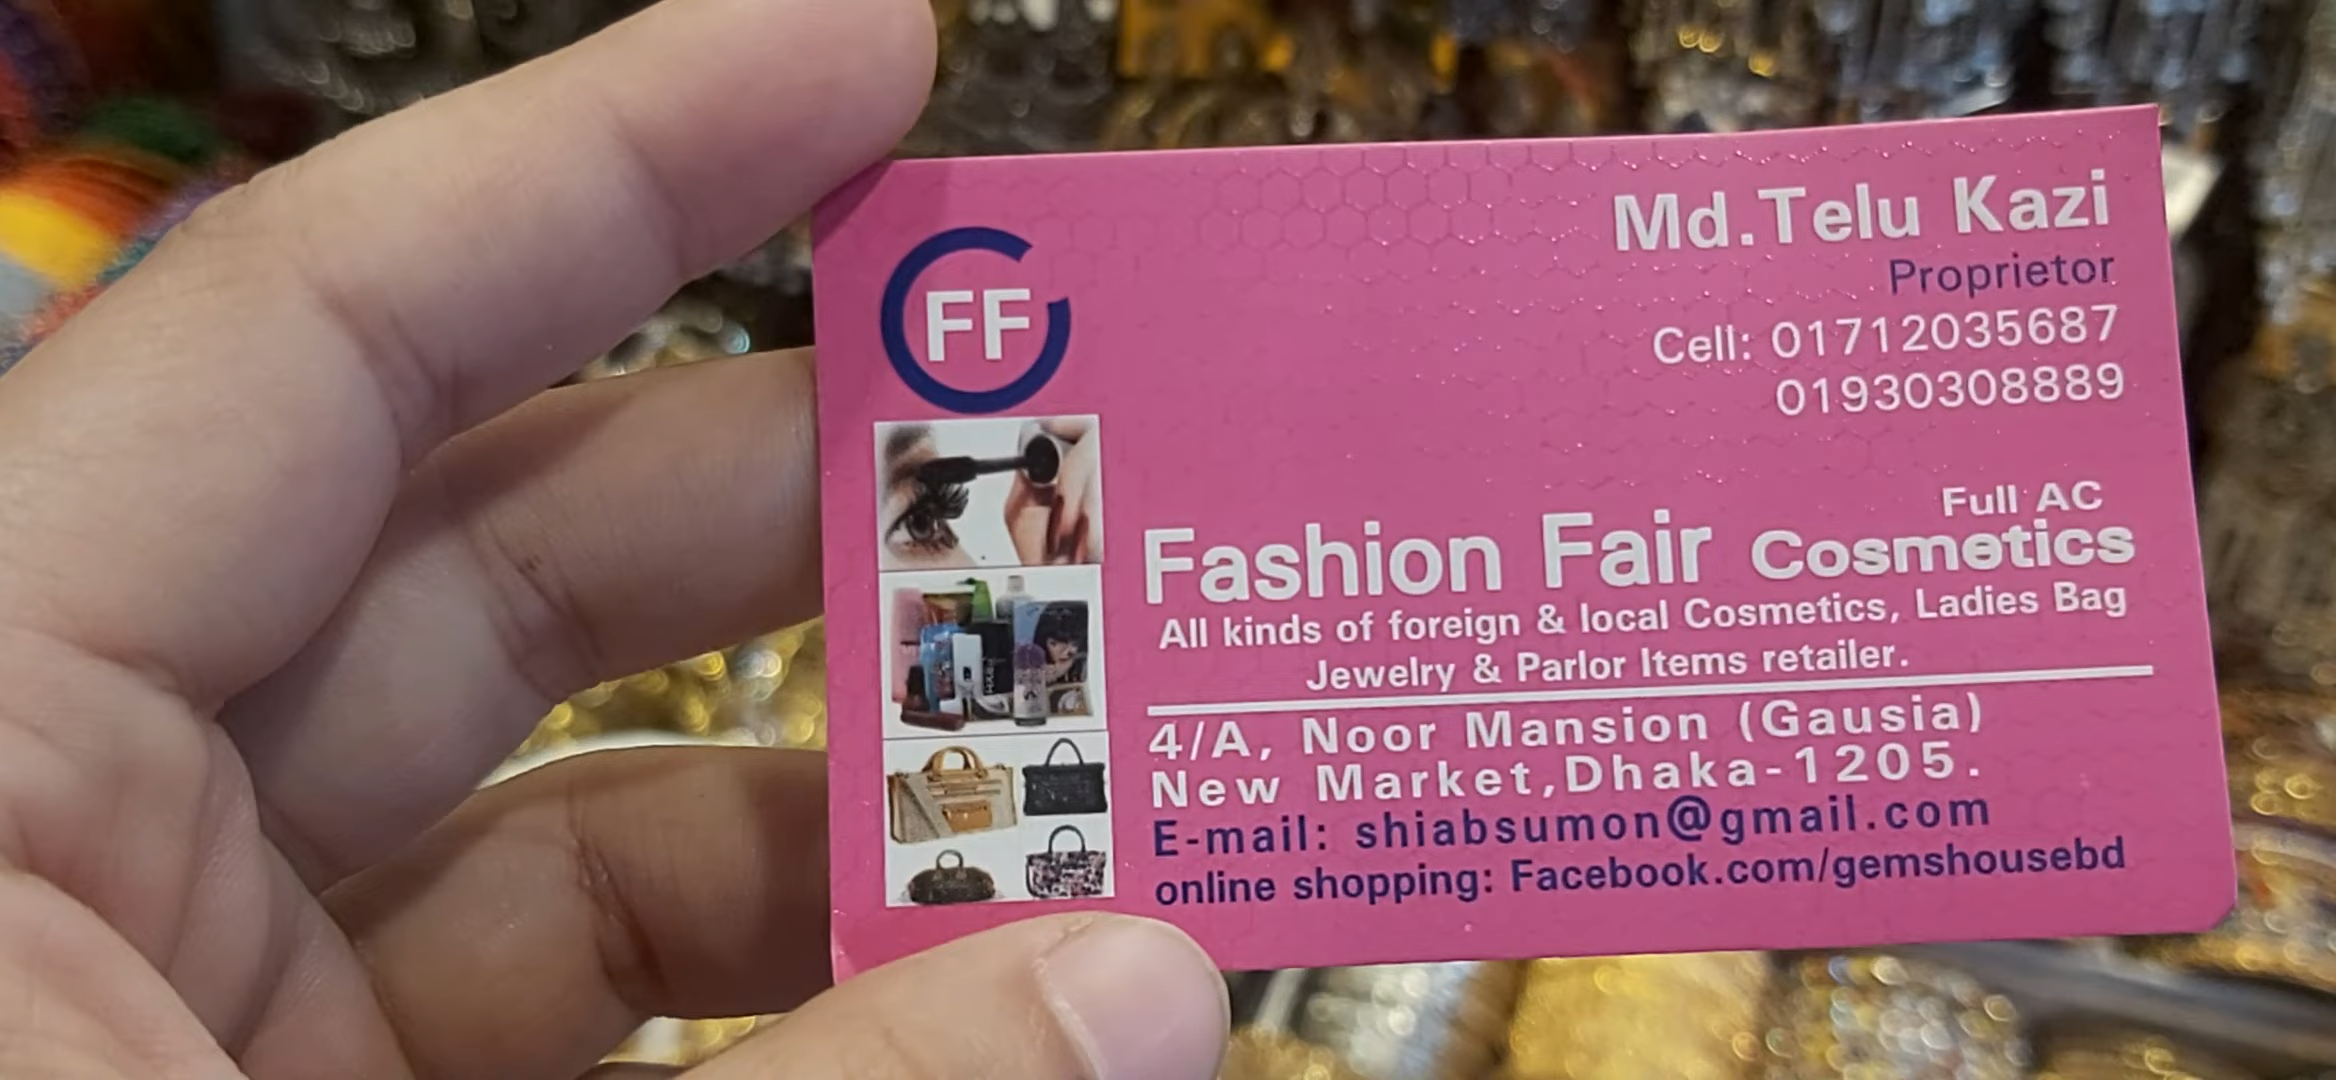 FF
Md.Telu Kazi
Proprietor
Cell: 01712035687
01930308889
Full AC
Fashion Fair Cosmetics
All kinds of foreign & local Cosmetics, Ladies Bag
Jewelry & Parlor Items retailer.
4/A, Noor Mansion (Gausia)
New Market,Dhaka-1205.
E-mail: shiabsumon@gmail.com
online shopping: Facebook.com/gemshousebd